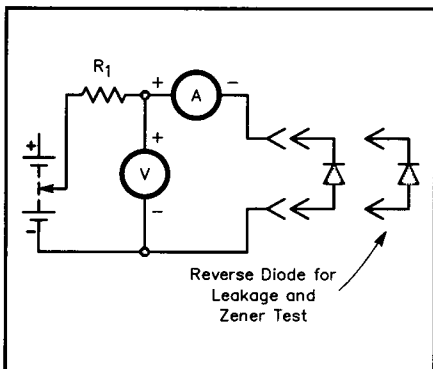 R1
+ A -
+
V
-
+
-
Reverse Diode for
Leakage and
Zener Test